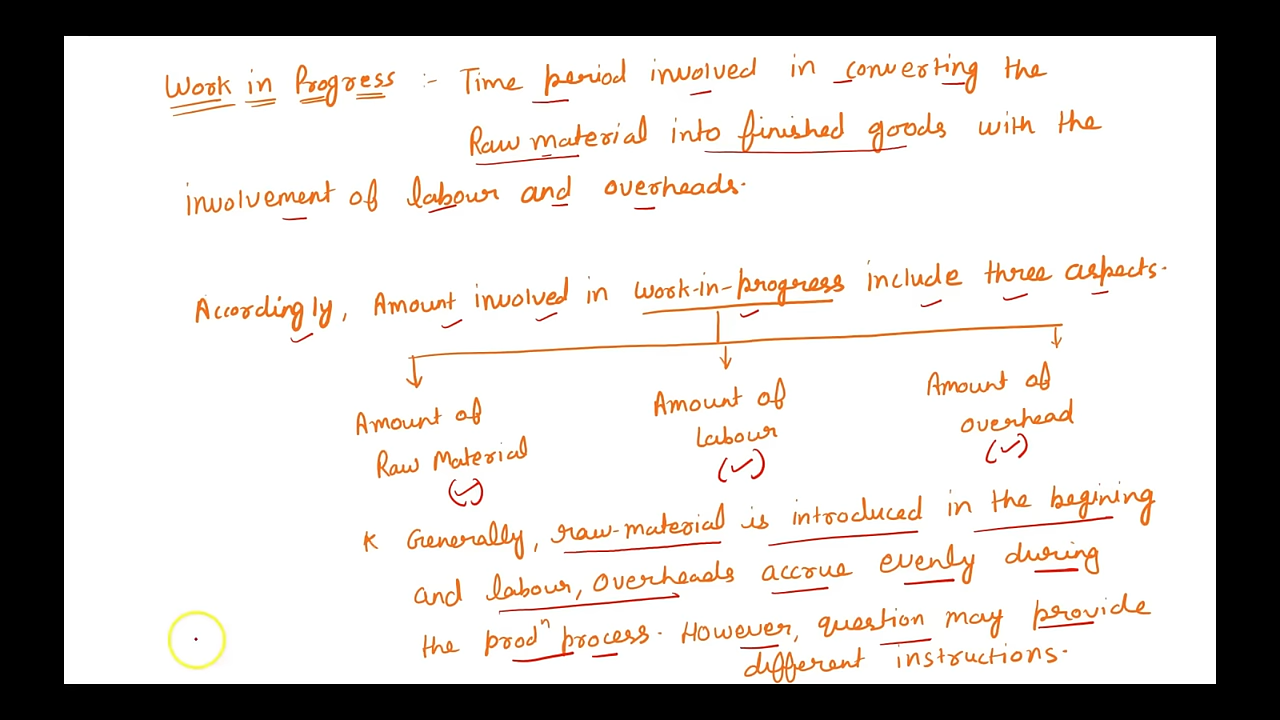 Work in Progress :- Time period involved in converting the
Raw material into finished goods with the
involvement of labour and overheads.
Accordingly, Amount involved in work-in-progress include three aspects.
Amount of
Raw Material
Amount of
Labour
Amount of
overhead
* Generally, raw-material is introduced in the begining
and labour, overheads accrue evenly during
the prodⁿ process. However, question may provide
different instructions.